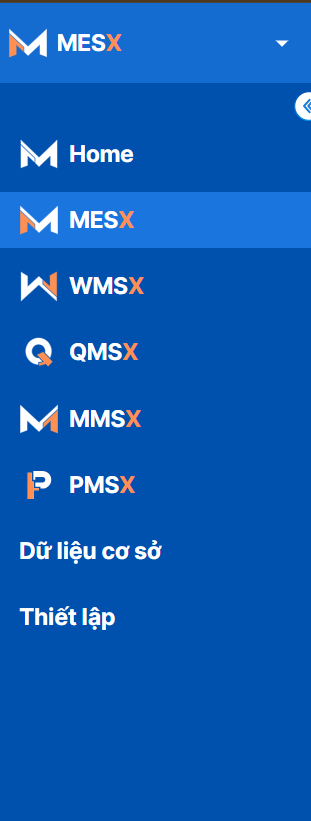 MESX
Home
MESX
WMSX
QMSX
MMSX
PMSX
Dữ liệu cơ sở
Thiết lập